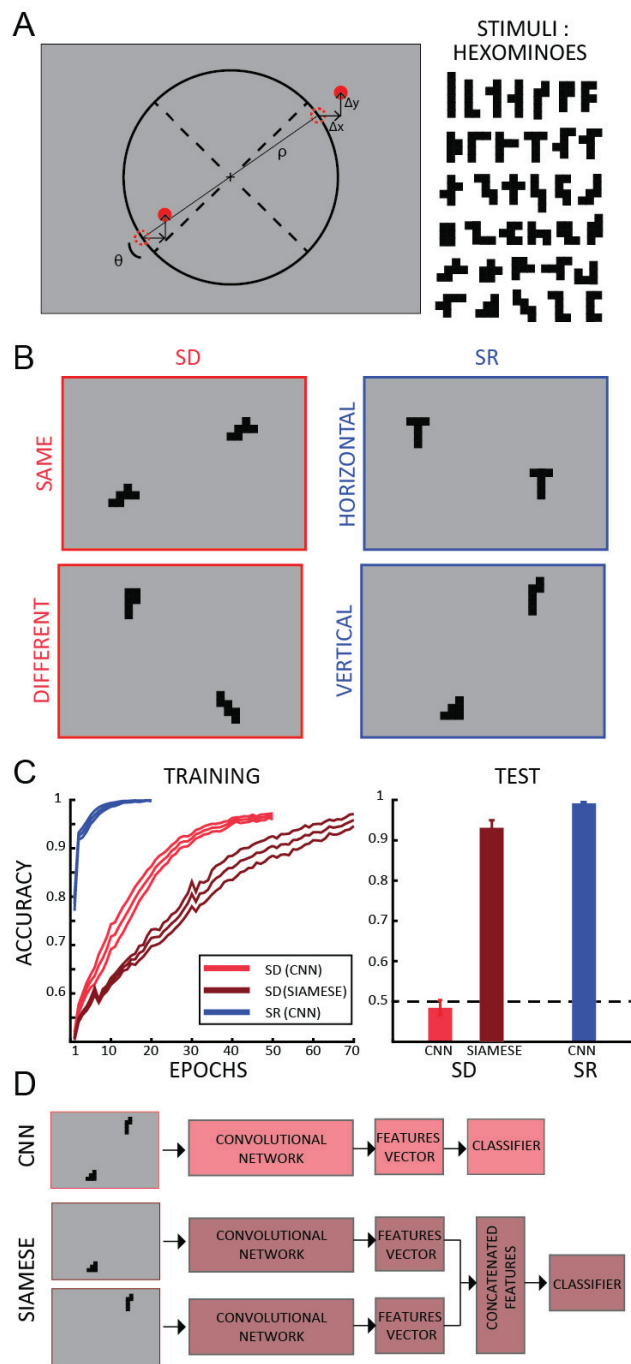 A
STIMULI :
HEXOMINOES
Δy
Δx
ρ
+
θ
B
SD
SR
SAME
HORIZONTAL
DIFFERENT
VERTICAL
C
TRAINING
TEST
ACCURACY
1
0.9
0.8
0.7
0.6
SD (CNN)
SD(SIAMESE)
SR (CNN)
1 10 20 30 40 50 60 70
EPOCHS
1
0.9
0.8
0.7
0.6
0.5
CNN SIAMESE CNN
SD SR
D
CNN
CONVOLUTIONAL
NETWORK
FEATURES
VECTOR
CLASSIFIER
SIAMESE
CONVOLUTIONAL
NETWORK
FEATURES
VECTOR
CONVOLUTIONAL
NETWORK
FEATURES
VECTOR
CONCATENATED
FEATURES
CLASSIFIER